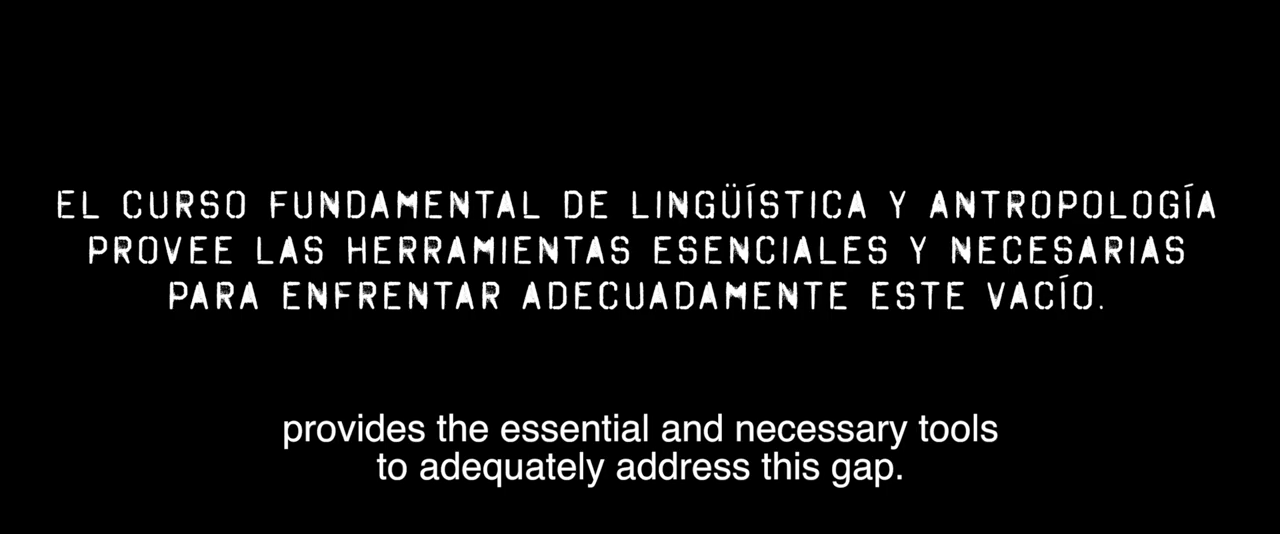 EL CURSO FUNDAMENTAL DE LINGÜÍSTICA Y ANTROPOLOGÍA
PROVEE LAS HERRAMIENTAS ESENCIALES Y NECESARIAS
PARA ENFRENTAR ADECUADAMENTE ESTE VACÍO.
provides the essential and necessary tools
to adequately address this gap.